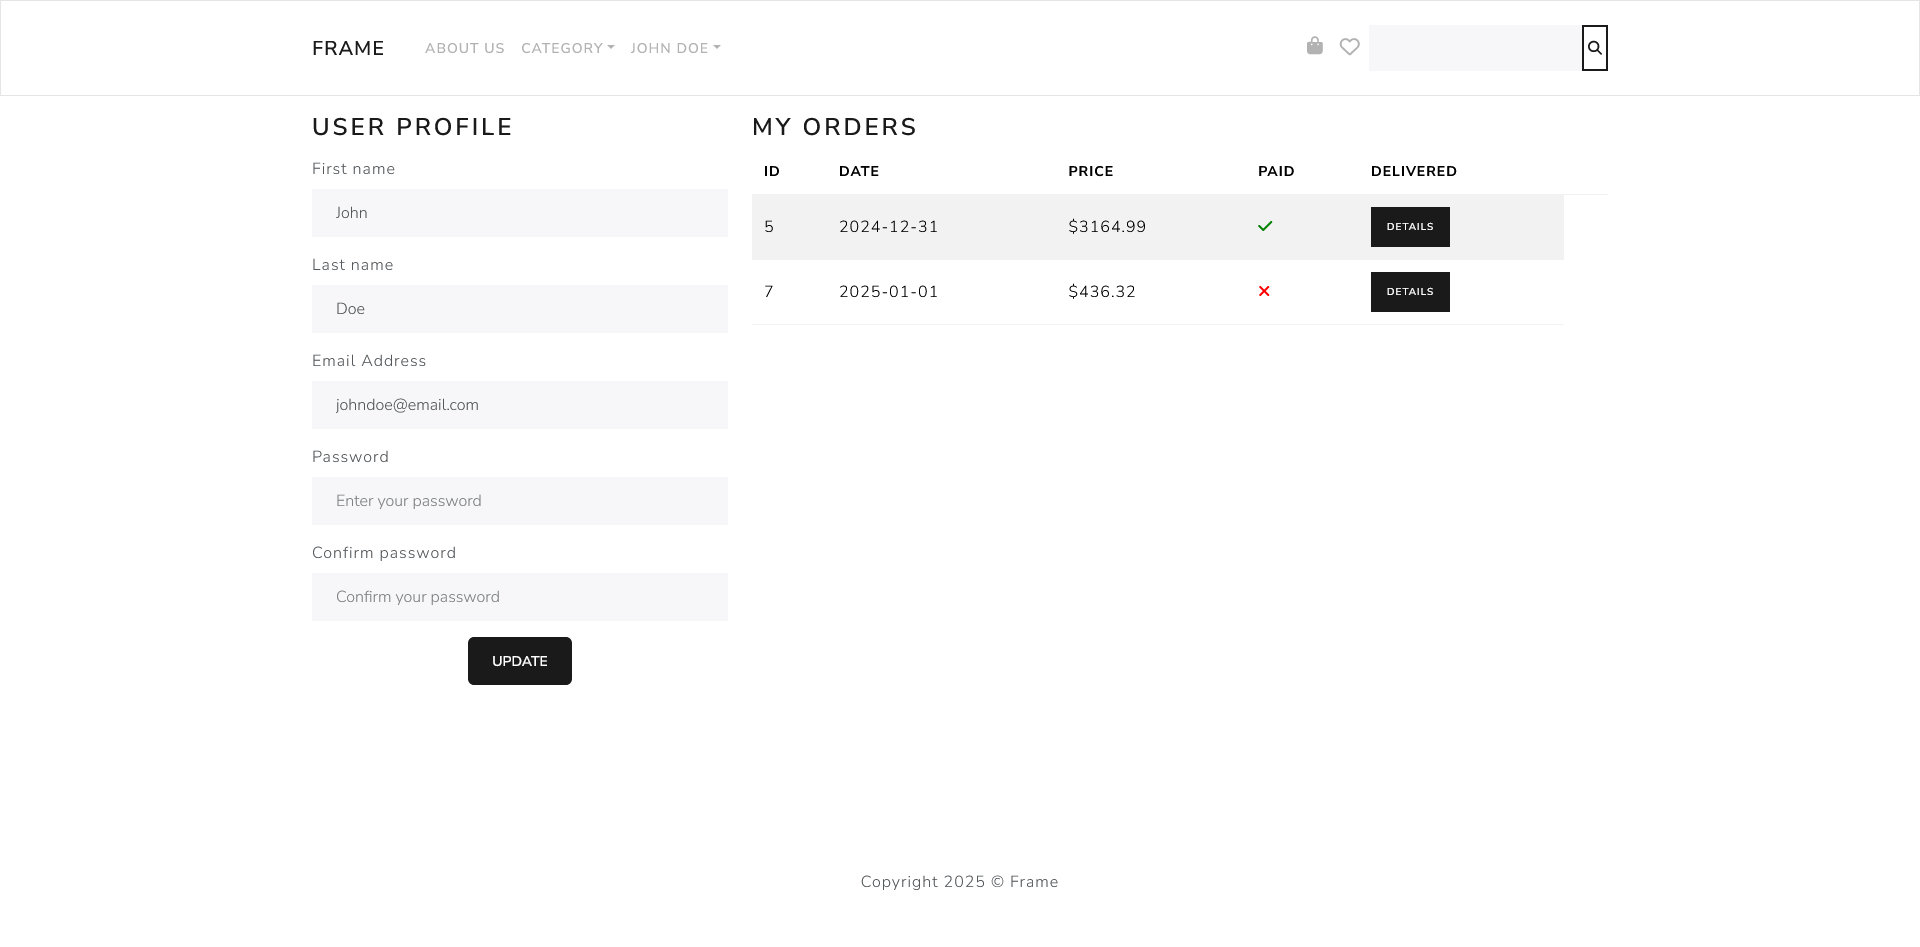 FRAME ABOUT US CATEGORY JOHN DOE
USER PROFILE
First name
John
Last name
Doe
Email Address
johndoe@email.com
Password
Enter your password
Confirm password
Confirm your password
UPDATE
MY ORDERS
ID DATE PRICE PAID DELIVERED
5 2024-12-31 $3164.99 DETAILS
7 2025-01-01 $436.32 DETAILS
Copyright 2025 © Frame